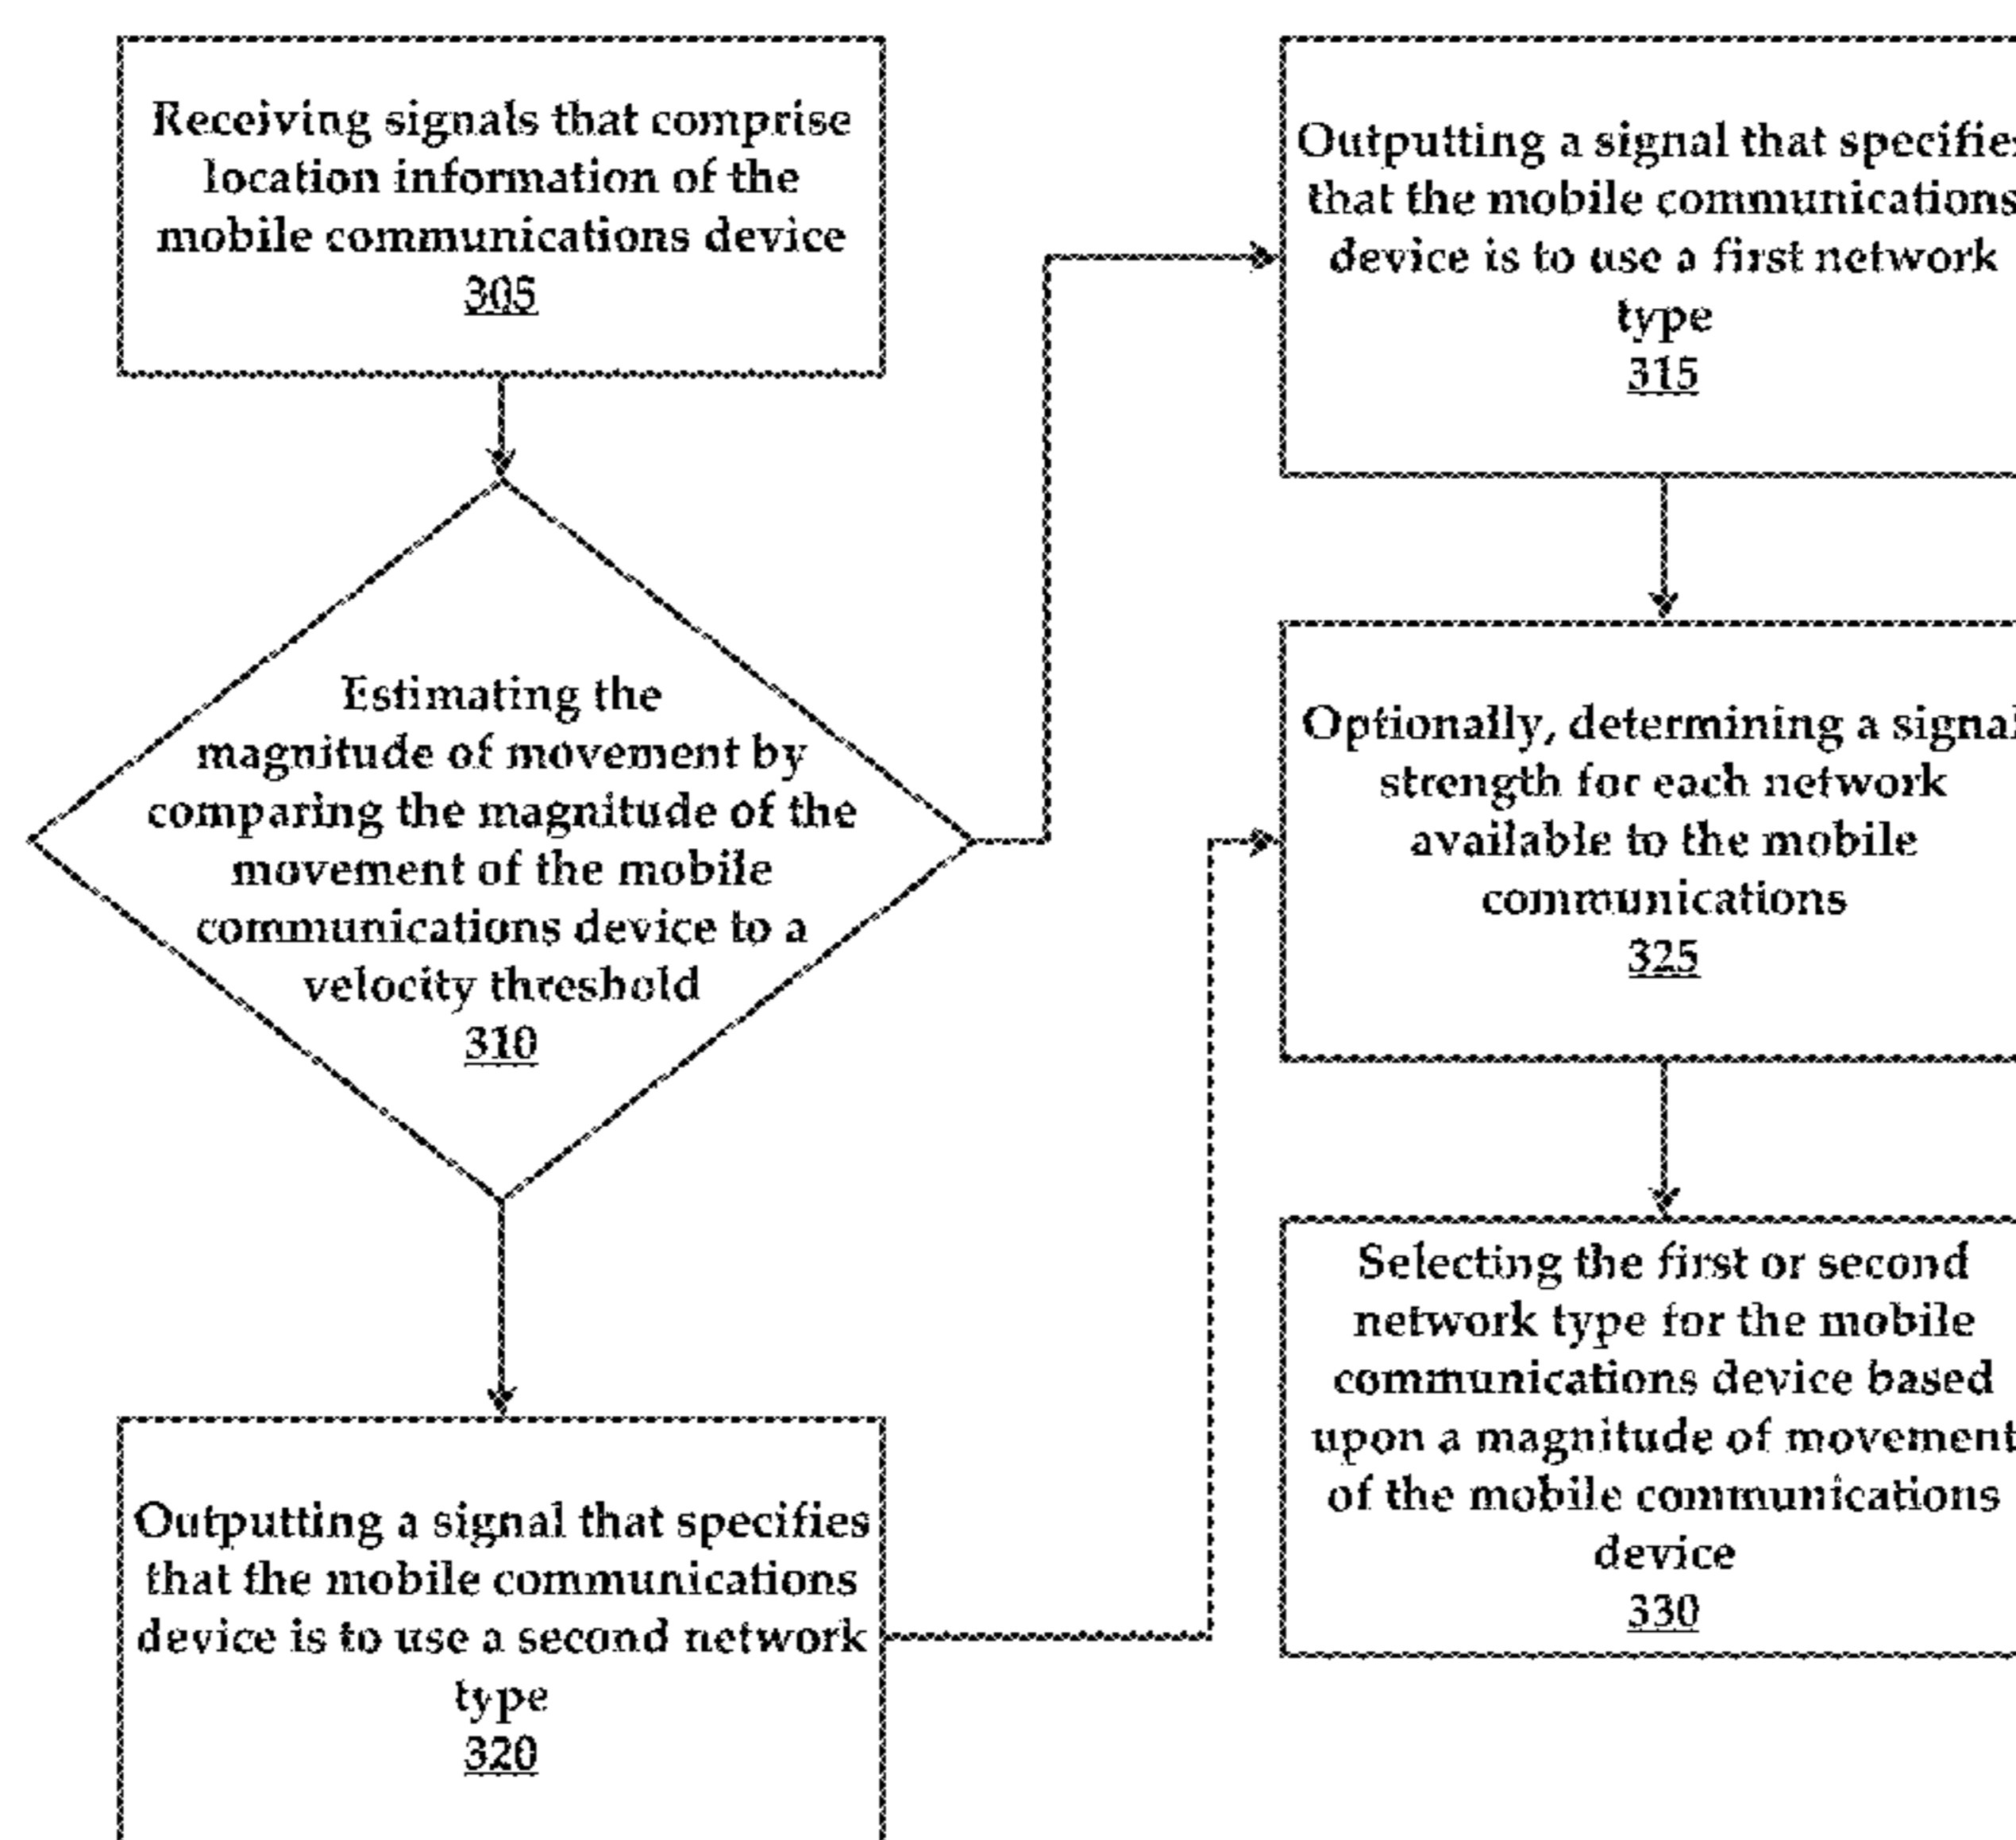 Receiving signals that comprise
location information of the
mobile communications device
305
Estimating the
magnitude of movement by
comparing the magnitude of the
movement of the mobile
communications device to a
velocity threshold
310
Outputting a signal that specifies
that the mobile communications
device is to use a second network
type
320
Outputting a signal that specifies
that the mobile communications
device is to use a first network
type
315
Optionally, determining a signal
strength for each network
available to the mobile
communications
325
Selecting the first or second
network type for the mobile
communications device based
upon a magnitude of movement
of the mobile communications
device
330